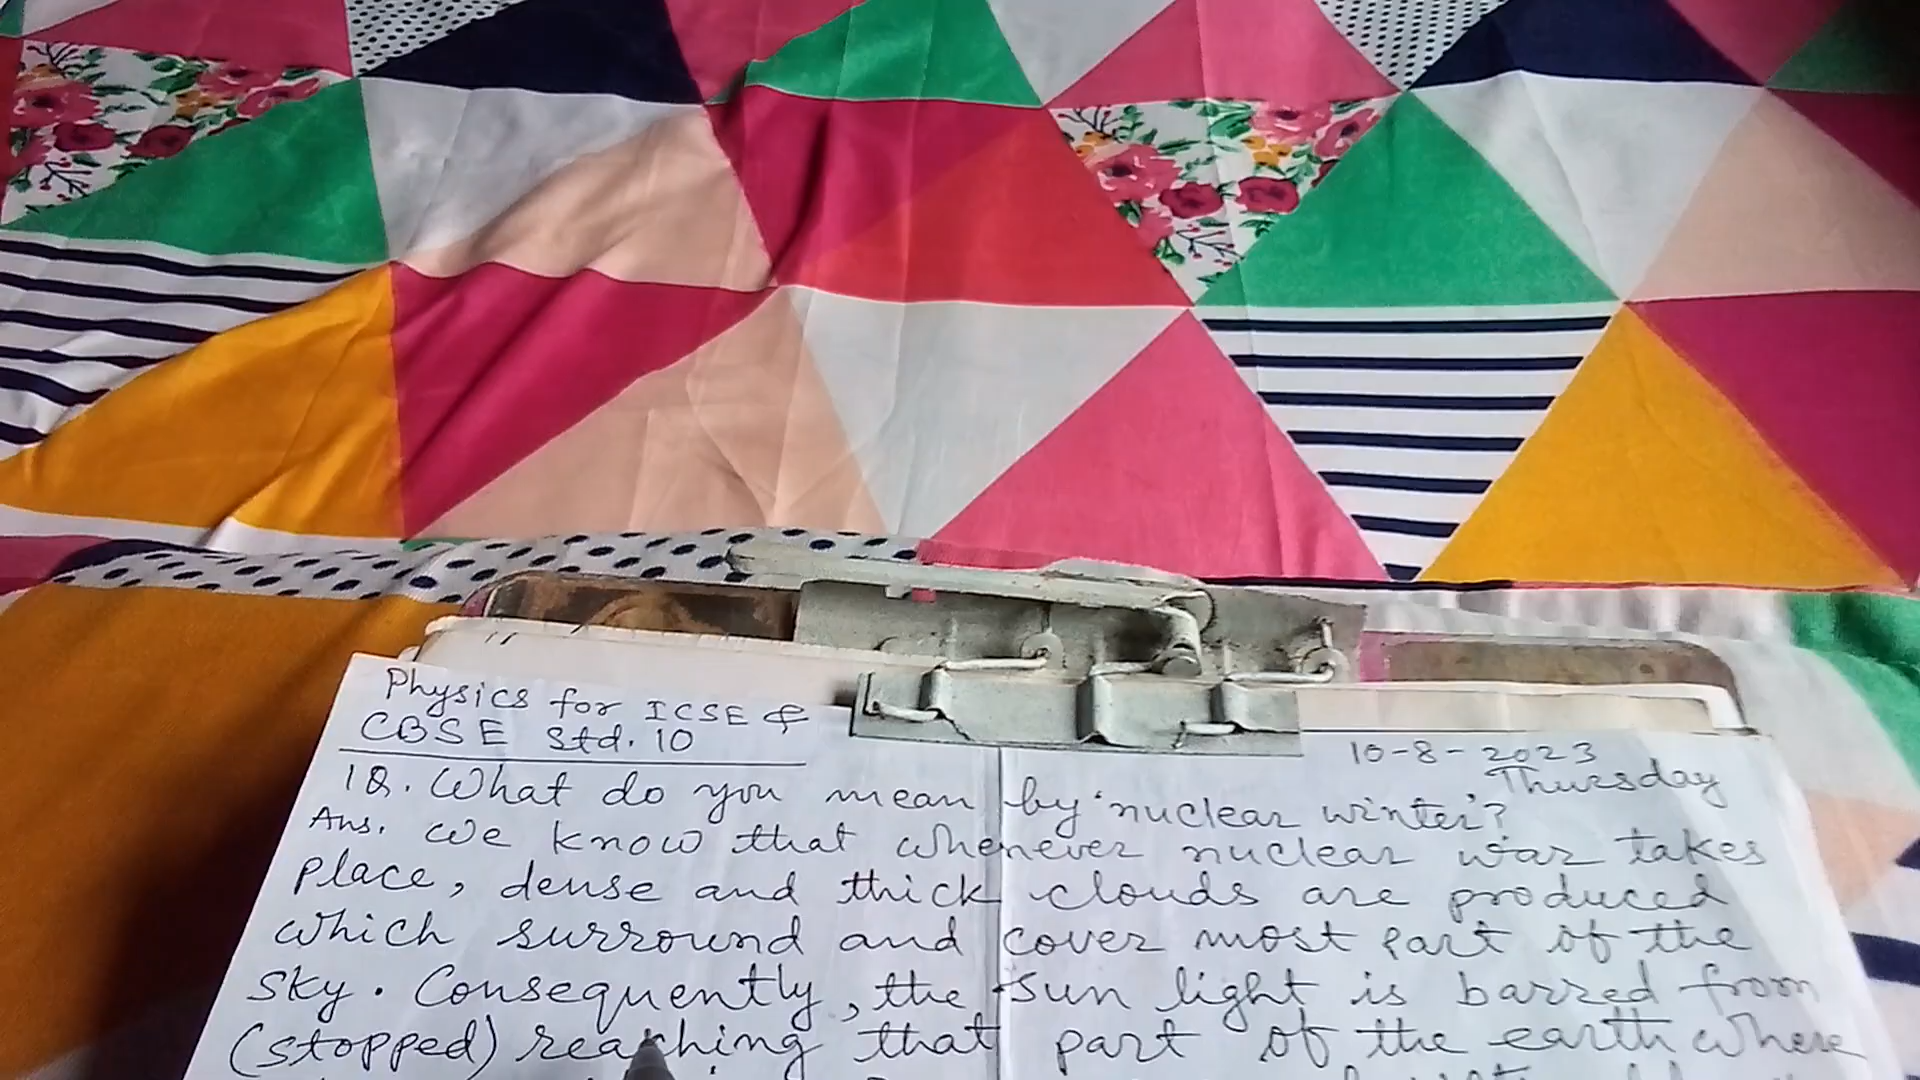 Physics for ICSE &
CBSE Std. 10
10-8-2023
Thursday
1Q. What do you mean by 'nuclear winter'?
Ans. We know that whenever nuclear war takes
place, dense and thick clouds are produced
which surround and cover most part of the
sky. Consequently, the sun light is barred from
(stopped) reaching that part of the earth where